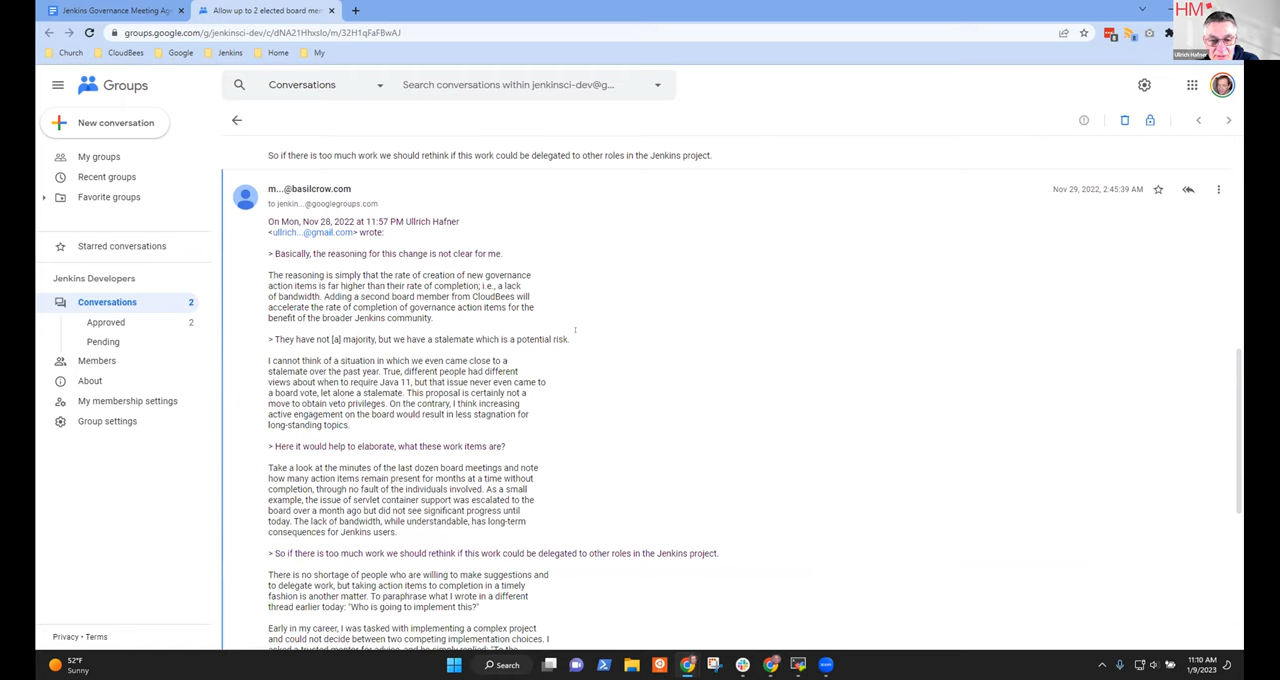 Jenkins Governance Meeting Age
Allow up to 2 elected board mem
groups.google.com/g/jenkinsci-dev/c/dNA21HhxsIo/m/32H1qFaFBwAJ
Church
CloudBees
Google
Jenkins
Home
My
HM
Ullrich Hafner
Groups
Conversations
Search conversations within jenkinsci-dev@g...
New conversation
My groups
Recent groups
Favorite groups
Starred conversations
Jenkins Developers
Conversations 2
Approved 2
Pending
Members
About
My membership settings
Group settings
Privacy • Terms
So if there is too much work we should rethink if this work could be delegated to other roles in the Jenkins project.
m...@basilcrow.com
Nov 29, 2022, 2:45:39 AM
to jenkin...@googlegroups.com
On Mon, Nov 28, 2022 at 11:57 PM Ullrich Hafner
<ullrich...@gmail.com> wrote:
> Basically, the reasoning for this change is not clear for me.
The reasoning is simply that the rate of creation of new governance
action items is far higher than their rate of completion; i.e., a lack
of bandwidth. Adding a second board member from CloudBees will
accelerate the rate of completion of governance action items for the
benefit of the broader Jenkins community.
> They have not [a] majority, but we have a stalemate which is a potential risk.
I cannot think of a situation in which we even came close to a
stalemate over the past year. True, different people had different
views about when to require Java 11, but that issue never even came to
a board vote, let alone a stalemate. This proposal is certainly not a
move to obtain veto privileges. On the contrary, I think increasing
active engagement on the board would result in less stagnation for
long-standing topics.
> Here it would help to elaborate, what these work items are?
Take a look at the minutes of the last dozen board meetings and note
how many action items remain present for months at a time without
completion, through no fault of the individuals involved. As a small
example, the issue of servlet container support was escalated to the
board over a month ago but did not see significant progress until
today. The lack of bandwidth, while understandable, has long-term
consequences for Jenkins users.
> So if there is too much work we should rethink if this work could be delegated to other roles in the Jenkins project.
There is no shortage of people who are willing to make suggestions and
to delegate work, but taking action items to completion in a timely
fashion is another matter. To paraphrase what I wrote in a different
thread earlier today: "Who is going to implement this?"
Early in my career, I was tasked with implementing a complex project
and could not decide between two competing implementation choices. I
asked a trusted mentor for advice, and he simply replied: "To the
52°F
Sunny
Search
11:10 AM
1/9/2023